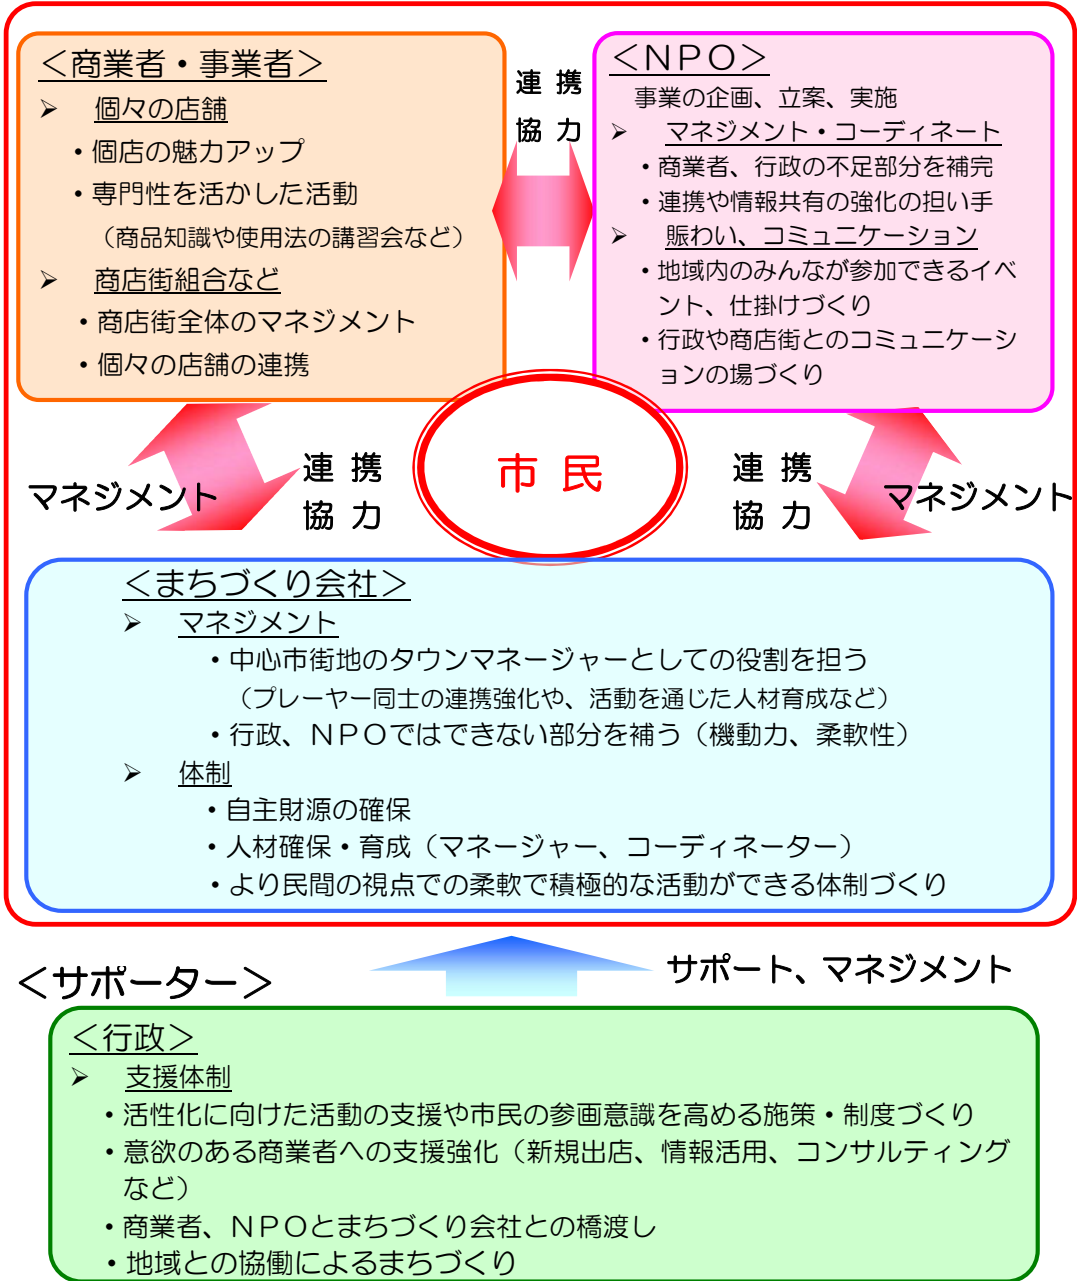 ＜商業者・事業者＞
➢ 個々の店舗
・個店の魅力アップ
・専門性を活かした活動
（商品知識や使用法の講習会など）
➢ 商店街組合など
・商店街全体のマネジメント
・個々の店舗の連携
連 携
協 力
＜ＮＰＯ＞
事業の企画、立案、実施
➢ マネジメント・コーディネート
・商業者、行政の不足部分を補完
・連携や情報共有の強化の担い手
➢ 賑わい、コミュニケーション
・地域内のみんなが参加できるイベ
ント、仕掛けづくり
・行政や商店街とのコミュニケーシ
ョンの場づくり
マネジメント
連 携
協 力
市 民
連 携
協 力
マネジメント
＜まちづくり会社＞
➢ マネジメント
・中心市街地のタウンマネージャーとしての役割を担う
（プレーヤー同士の連携強化や、活動を通じた人材育成など）
・行政、ＮＰＯではできない部分を補う（機動力、柔軟性）
➢ 体制
・自主財源の確保
・人材確保・育成（マネージャー、コーディネーター）
・より民間の視点での柔軟で積極的な活動ができる体制づくり
＜サポーター＞
サポート、マネジメント
＜行政＞
➢ 支援体制
・活性化に向けた活動の支援や市民の参画意識を高める施策・制度づくり
・意欲のある商業者への支援強化（新規出店、情報活用、コンサルティング
など）
・商業者、ＮＰＯとまちづくり会社との橋渡し
・地域との協働によるまちづくり